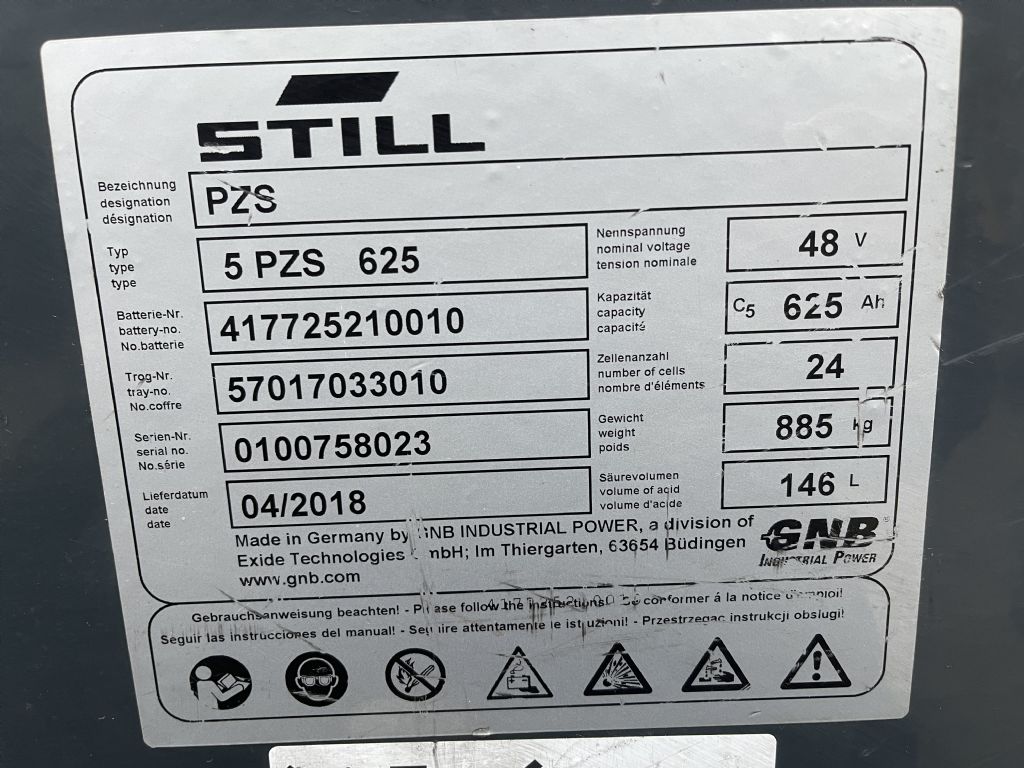 STILL
Bezeichnung
designation
désignation
PZS
Typ
type
type
5 PZS 625
Nennspannung
nominal voltage
tension nominale
48 V
Batterie-Nr.
battery-no.
No.batterie
417725210010
Kapazität
capacity
capacité
C5 625 Ah
Trog-Nr.
tray-no.
No.coffre
57017033010
Zellenanzahl
number of cells
nombre d'éléments
24
Serien-Nr.
serial no.
No.série
0100758023
Gewicht
weight
poids
885 kg
Lieferdatum
date
date
04/2018
Säurevolumen
volume of acid
volume d'acide
146 L
Made in Germany by GNB INDUSTRIAL POWER, a division of
Exide Technologies GmbH; Im Thiergarten, 63654 Büdingen
www.gnb.com
GNB
INDUSTRIAL POWER
Gebrauchsanweisung beachten! - Please follow the instructions! - Se conformer á la notice d'emploi!
Seguir las instrucciones del manual! - Seguire attentamente le istruzioni! - Przestrzegac instrukcji obslugi!